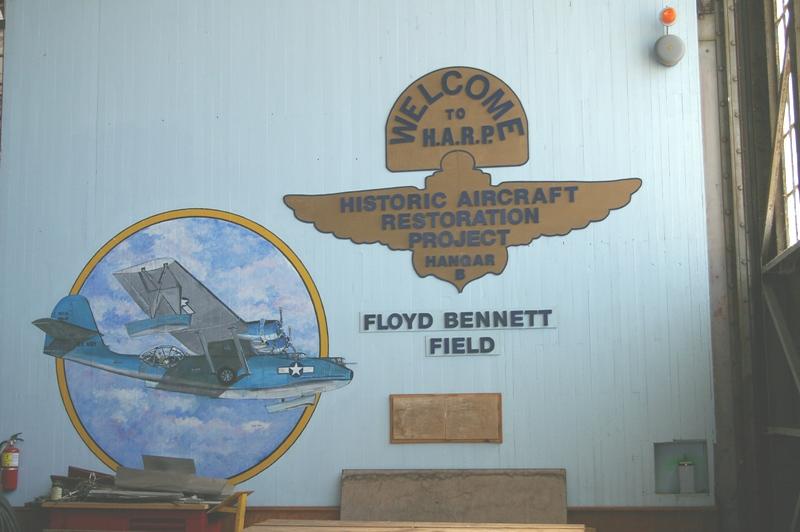 WELCOME
TO
H.A.R.P.
HISTORIC AIRCRAFT
RESTORATION
PROJECT
HANGAR
B
FLOYD BENNETT
FIELD